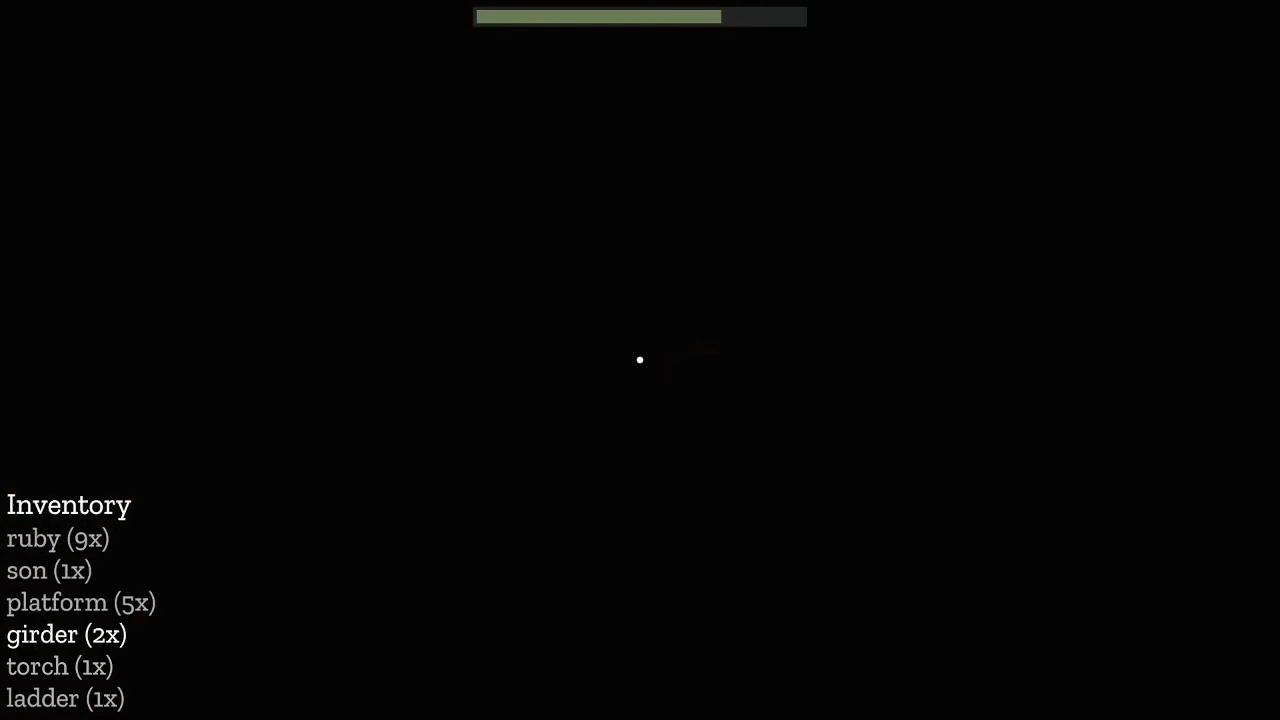 Inventory
ruby (9x)
son (1x)
platform (5x)
girder (2x)
torch (1x)
ladder (1x)